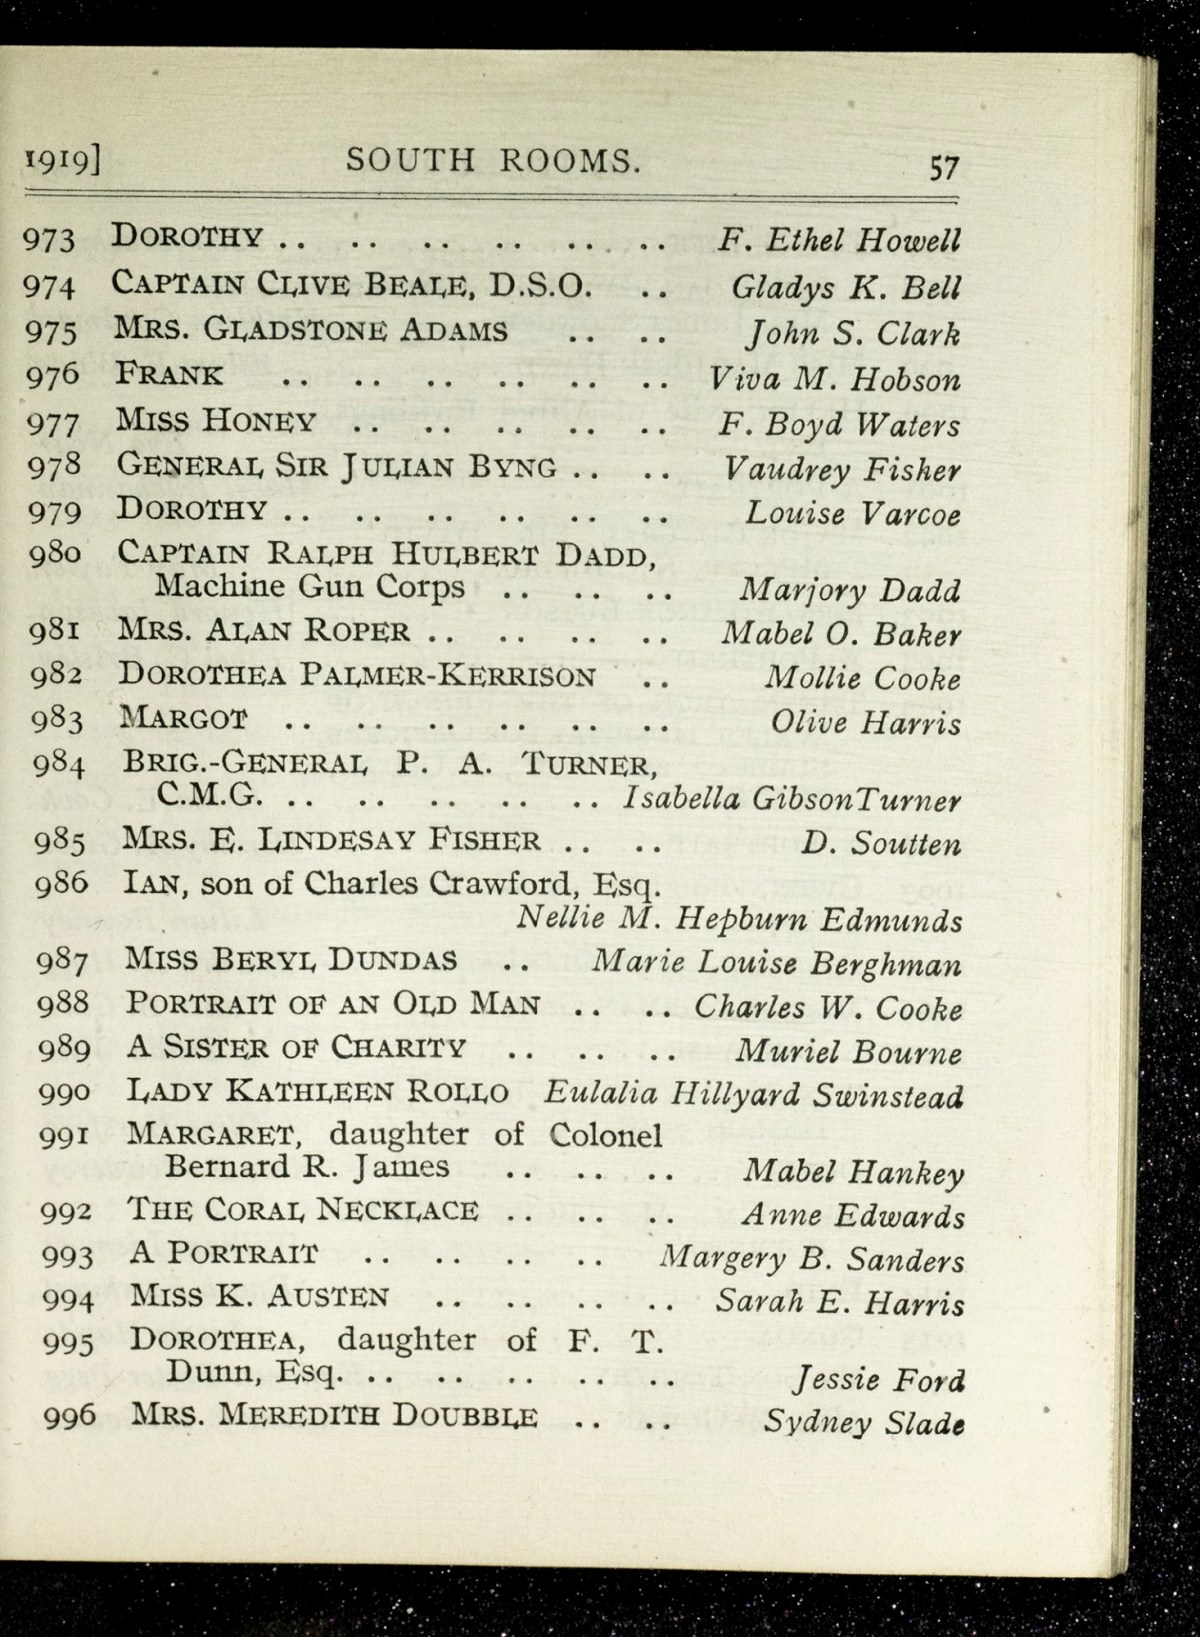 1919] SOUTH ROOMS. 57
973 DOROTHY .. .. .. .. .. .. F. Ethel Howell
974 CAPTAIN CLIVE BEALE, D.S.O. .. Gladys K. Bell
975 MRS. GLADSTONE ADAMS .. .. John S. Clark
976 FRANK .. .. .. .. .. .. Viva M. Hobson
977 MISS HONEY .. .. .. .. .. F. Boyd Waters
978 GENERAL SIR JULIAN BYNG .. .. Vaudrey Fisher
979 DOROTHY .. .. .. .. .. .. Louise Varcoe
980 CAPTAIN RALPH HULBERT DADD,
Machine Gun Corps .. .. .. Marjory Dadd
981 MRS. ALAN ROPER .. .. .. .. Mabel O. Baker
982 DOROTHEA PALMER-KERRISON .. Mollie Cooke
983 MARGOT .. .. .. .. .. .. Olive Harris
984 BRIG.-GENERAL P. A. TURNER,
C.M.G. .. .. .. .. .. Isabella GibsonTurner
985 MRS. E. LINDESAY FISHER .. .. D. Soutten
986 IAN, son of Charles Crawford, Esq.
Nellie M. Hepburn Edmunds
987 MISS BERYL DUNDAS .. Marie Louise Berghman
988 PORTRAIT OF AN OLD MAN .. .. Charles W. Cooke
989 A SISTER OF CHARITY .. .. .. Muriel Bourne
990 LADY KATHLEEN ROLLO Eulalia Hillyard Swinstead
991 MARGARET, daughter of Colonel
Bernard R. James .. .. .. Mabel Hankey
992 THE CORAL NECKLACE .. .. .. Anne Edwards
993 A PORTRAIT .. .. .. .. Margery B. Sanders
994 MISS K. AUSTEN .. .. .. .. Sarah E. Harris
995 DOROTHEA, daughter of F. T.
Dunn, Esq. .. .. .. .. .. Jessie Ford
996 MRS. MEREDITH DOUBBLE .. .. Sydney Slade